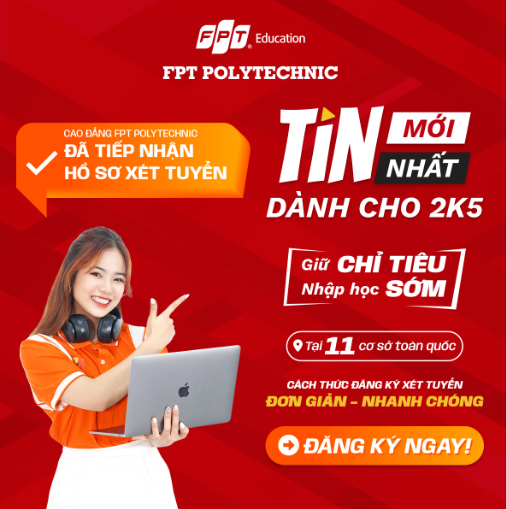 FPT Education
FPT POLYTECHNIC
CAO ĐẲNG FPT POLYTECHNIC
ĐÃ TIẾP NHẬN
HỒ SƠ XÉT TUYỂN
TIN MỚI NHẤT
DÀNH CHO 2K5
Giữ CHỈ TIÊU
Nhập học SỚM
Tại 11 cơ sở toàn quốc
CÁCH THỨC ĐĂNG KÝ XÉT TUYỂN
ĐƠN GIẢN - NHANH CHÓNG
ĐĂNG KÝ NGAY!